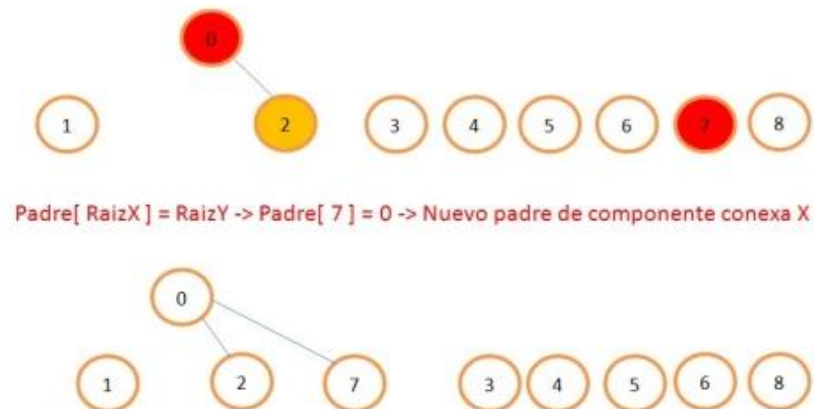 0
1 2 3 4 5 6 7 8
Padre[ RaizX ] = RaizY -> Padre[ 7 ] = 0 -> Nuevo padre de componente conexa X
0
1 2 7 3 4 5 6 8